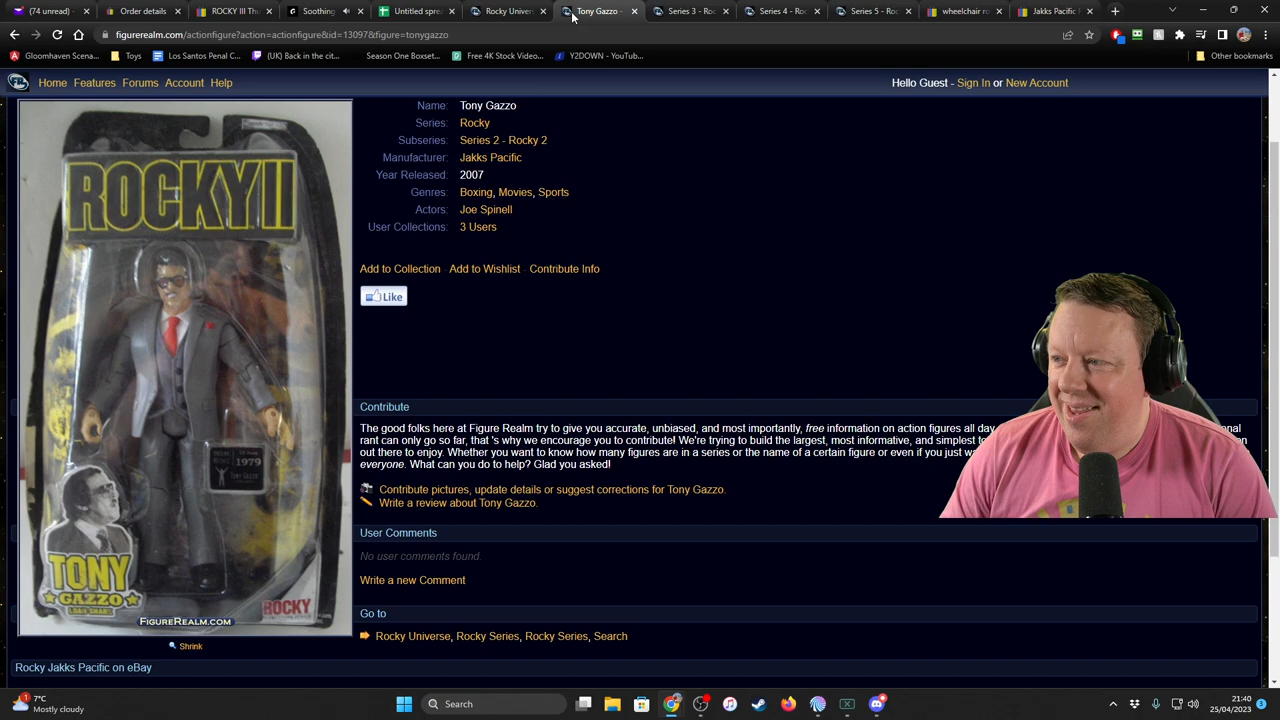 (74 unread) -
Order details
ROCKY III Thu
Soothing
Untitled spre
Rocky Univer
Tony Gazzo -
Series 3 - Roc
Series 4 - Roc
Series 5 - Roc
wheelchair ro
Jakks Pacific
figurerealm.com/actionfigure?action=actionfigure&id=13097&figure=tonygazzo
Gloomhaven Scena...
Toys
Los Santos Penal C...
(UK) Back in the cit...
Season One Boxset...
Free 4K Stock Video...
Y2DOWN - YouTub...
Other bookmarks
Home Features Forums Account Help
Hello Guest - Sign In or New Account
Name: Tony Gazzo
Series: Rocky
Subseries: Series 2 - Rocky 2
Manufacturer: Jakks Pacific
Year Released: 2007
Genres: Boxing, Movies, Sports
Actors: Joe Spinell
User Collections: 3 Users
Add to Collection Add to Wishlist Contribute Info
Like
ROCKY II
1979
TONY GAZZO
TONY
GAZZO
LOAN SHARK
ROCKY
FIGUREREALM.COM
Shrink
Contribute
The good folks here at Figure Realm try to give you accurate, unbiased, and most importantly, free information on action figures all day
rant can only go so far, that 's why we encourage you to contribute! We're trying to build the largest, most informative, and simplest
out there to enjoy. Whether you want to know how many figures are in a series or the name of a certain figure or even if you just
everyone. What can you do to help? Glad you asked!
Contribute pictures, update details or suggest corrections for Tony Gazzo.
Write a review about Tony Gazzo.
User Comments
No user comments found.
Write a new Comment
Go to
Rocky Universe, Rocky Series, Rocky Series, Search
Rocky Jakks Pacific on eBay
7°C
Mostly cloudy
Search
21:40
25/04/2023